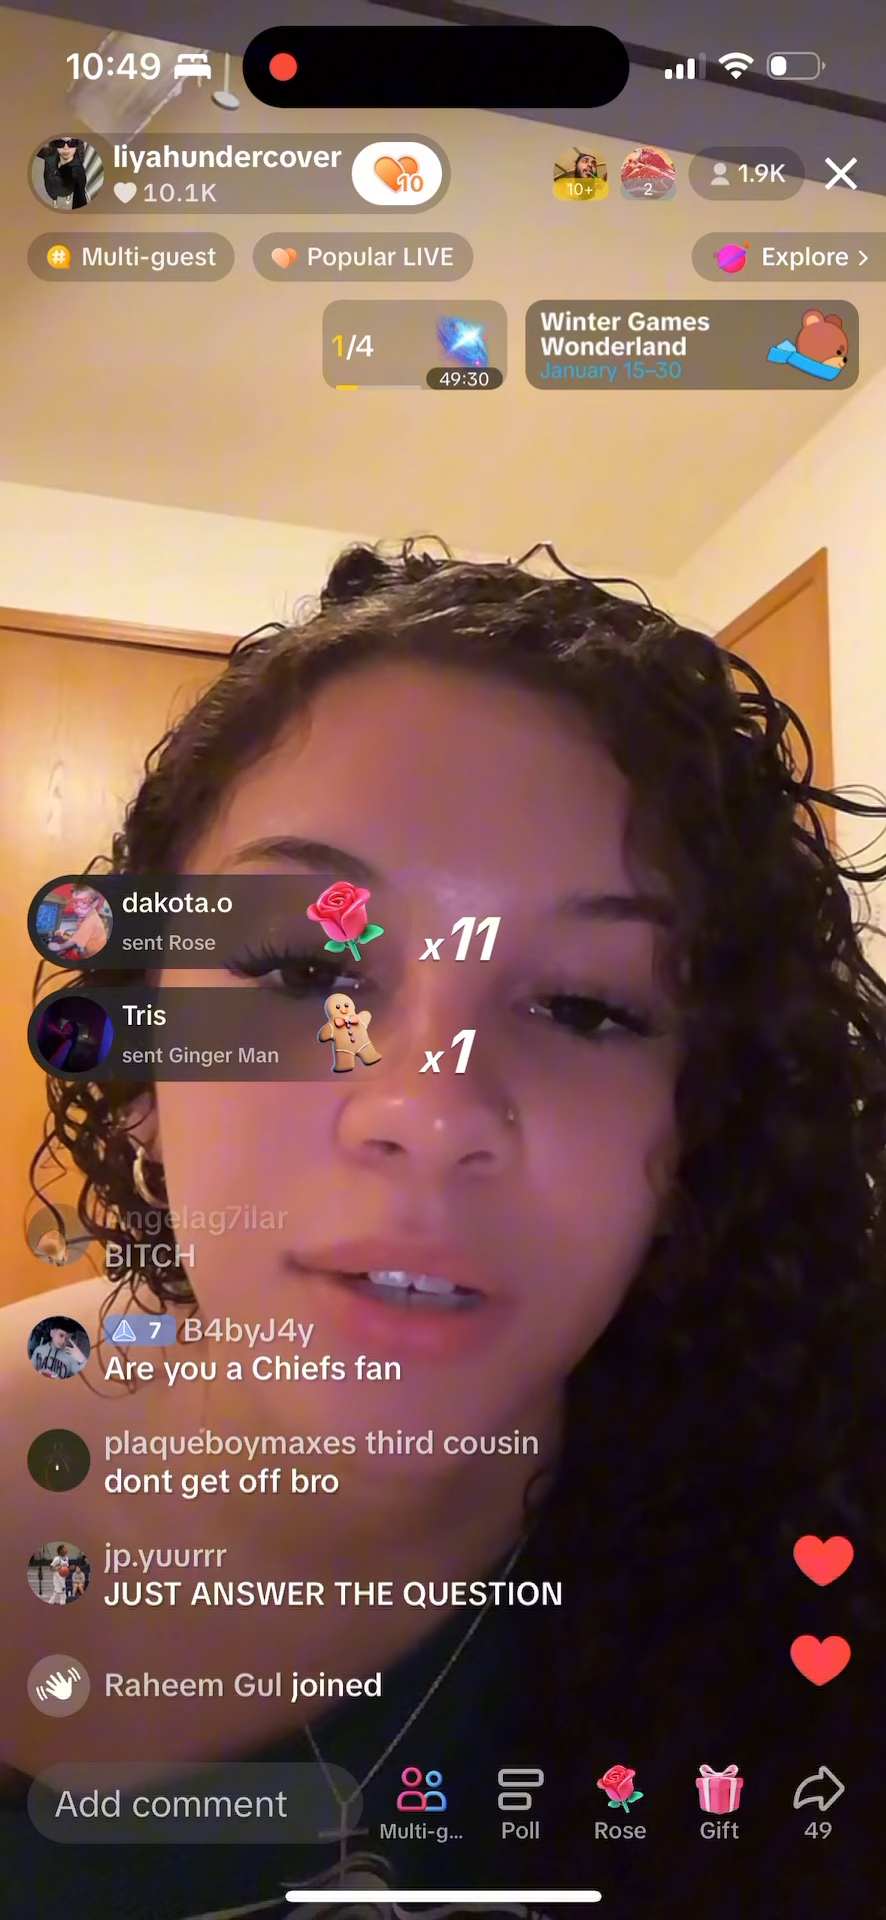 10:49
liyahundercover
10.1K
10
10+
2
1.9K
Multi-guest
Popular LIVE
Explore >
1/4
49:30
Winter Games
Wonderland
January 15–30
dakota.o
sent Rose
x11
Tris
sent Ginger Man
x1
Angelag7ilar
BITCH
7 B4byJ4y
Are you a Chiefs fan
plaqueboymaxes third cousin
dont get off bro
jp.yuurrr
JUST ANSWER THE QUESTION
Raheem Gul joined
Add comment
Multi-g...
Poll
Rose
Gift
49